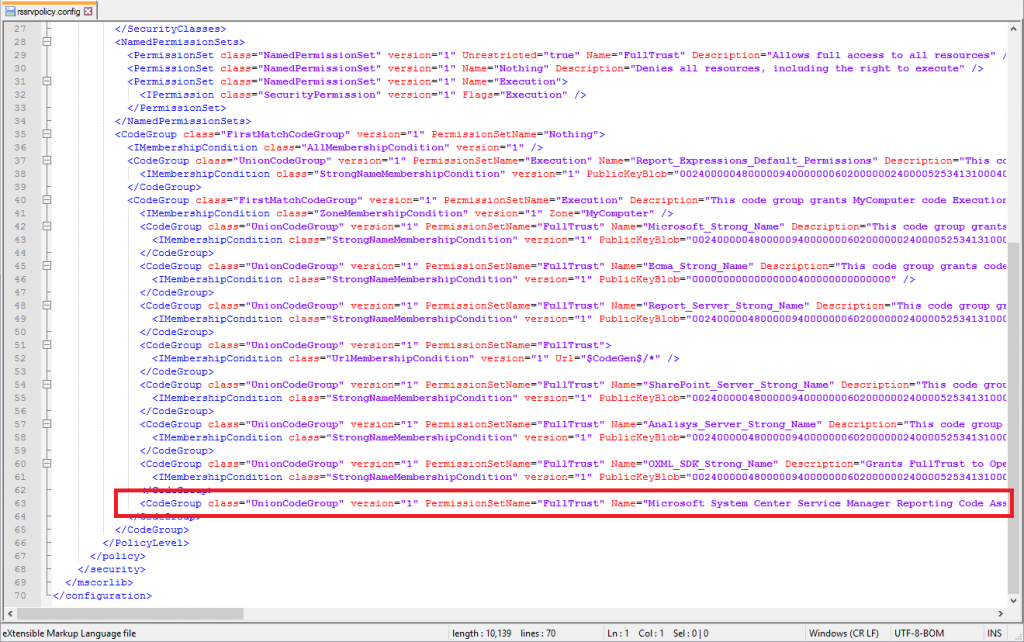 rssrvpolicy.config
27 </SecurityClasses>
28 <NamedPermissionSets>
29 <PermissionSet class="NamedPermissionSet" version="1" Unrestricted="true" Name="FullTrust" Description="Allows full access to all resources" /
30 <PermissionSet class="NamedPermissionSet" version="1" Name="Nothing" Description="Denies all resources, including the right to execute" />
31 <PermissionSet class="NamedPermissionSet" version="1" Name="Execution">
32 <IPermission class="SecurityPermission" version="1" Flags="Execution" />
33 </PermissionSet>
34 </NamedPermissionSets>
35 <CodeGroup class="FirstMatchCodeGroup" version="1" PermissionSetName="Nothing">
36 <IMembershipCondition class="AllMembershipCondition" version="1" />
37 <CodeGroup class="UnionCodeGroup" version="1" PermissionSetName="Execution" Name="Report_Expressions_Default_Permissions" Description="This co
38 <IMembershipCondition class="StrongNameMembershipCondition" version="1" PublicKeyBlob="00240000048000009400000006020000002400005253413100040
39 </CodeGroup>
40 <CodeGroup class="FirstMatchCodeGroup" version="1" PermissionSetName="Execution" Description="This code group grants MyComputer code Execution
41 <IMembershipCondition class="ZoneMembershipCondition" version="1" Zone="MyComputer" />
42 <CodeGroup class="UnionCodeGroup" version="1" PermissionSetName="FullTrust" Name="Microsoft_Strong_Name" Description="This code group grants
43 <IMembershipCondition class="StrongNameMembershipCondition" version="1" PublicKeyBlob="002400000480000094000000060200000024000052534131000
44 </CodeGroup>
45 <CodeGroup class="UnionCodeGroup" version="1" PermissionSetName="FullTrust" Name="Ecma_Strong_Name" Description="This code group grants code
46 <IMembershipCondition class="StrongNameMembershipCondition" version="1" PublicKeyBlob="00000000000000000400000000000000" />
47 </CodeGroup>
48 <CodeGroup class="UnionCodeGroup" version="1" PermissionSetName="FullTrust" Name="Report_Server_Strong_Name" Description="This code group gr
49 <IMembershipCondition class="StrongNameMembershipCondition" version="1" PublicKeyBlob="002400000480000094000000060200000024000052534131000
50 </CodeGroup>
51 <CodeGroup class="UnionCodeGroup" version="1" PermissionSetName="FullTrust">
52 <IMembershipCondition class="UrlMembershipCondition" version="1" Url="$CodeGen$/*" />
53 </CodeGroup>
54 <CodeGroup class="UnionCodeGroup" version="1" PermissionSetName="FullTrust" Name="SharePoint_Server_Strong_Name" Description="This code grou
55 <IMembershipCondition class="StrongNameMembershipCondition" version="1" PublicKeyBlob="002400000480000094000000060200000024000052534131000
56 </CodeGroup>
57 <CodeGroup class="UnionCodeGroup" version="1" PermissionSetName="FullTrust" Name="Analisys_Server_Strong_Name" Description="This code group
58 <IMembershipCondition class="StrongNameMembershipCondition" version="1" PublicKeyBlob="002400000480000094000000060200000024000052534131000
59 </CodeGroup>
60 <CodeGroup class="UnionCodeGroup" version="1" PermissionSetName="FullTrust" Name="OXML_SDK_Strong_Name" Description="Grants FullTrust to Ope
61 <IMembershipCondition class="StrongNameMembershipCondition" version="1" PublicKeyBlob="002400000480000094000000060200000024000052534131000
62 </CodeGroup>
63 <CodeGroup class="UnionCodeGroup" version="1" PermissionSetName="FullTrust" Name="Microsoft System Center Service Manager Reporting Code Ass
64 </CodeGroup>
65 </CodeGroup>
66 </PolicyLevel>
67 </policy>
68 </security>
69 </mscorlib>
70 </configuration>
eXtensible Markup Language file length : 10,139 lines : 70 Ln : 1 Col : 1 Sel : 0 | 0 Windows (CR LF) UTF-8-BOM INS